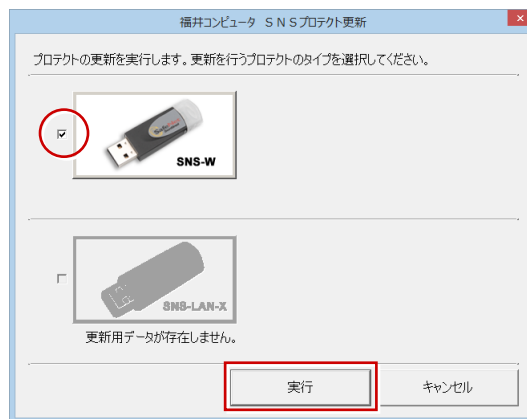 福井コンピュータ ＳＮＳプロテクト更新
プロテクトの更新を実行します。更新を行うプロテクトのタイプを選択してください。
SNS-W
SNS-LAN-X
更新用データが存在しません。
実行
キャンセル